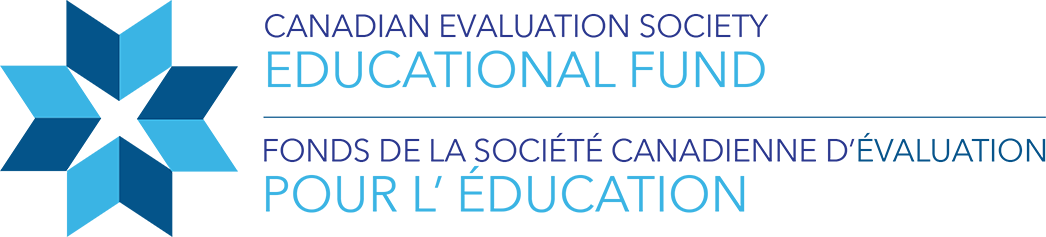 CANADIAN EVALUATION SOCIETY
EDUCATIONAL FUND
FONDS DE LA SOCIÉTÉ CANADIENNE D'ÉVALUATION
POUR L' ÉDUCATION